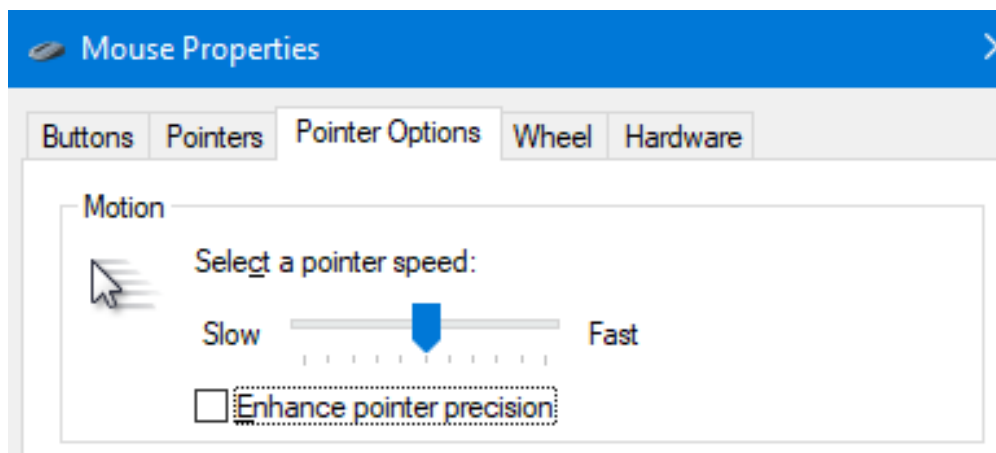 Mouse Properties
Buttons Pointers Pointer Options Wheel Hardware
Motion
Select a pointer speed:
Slow Fast
Enhance pointer precision